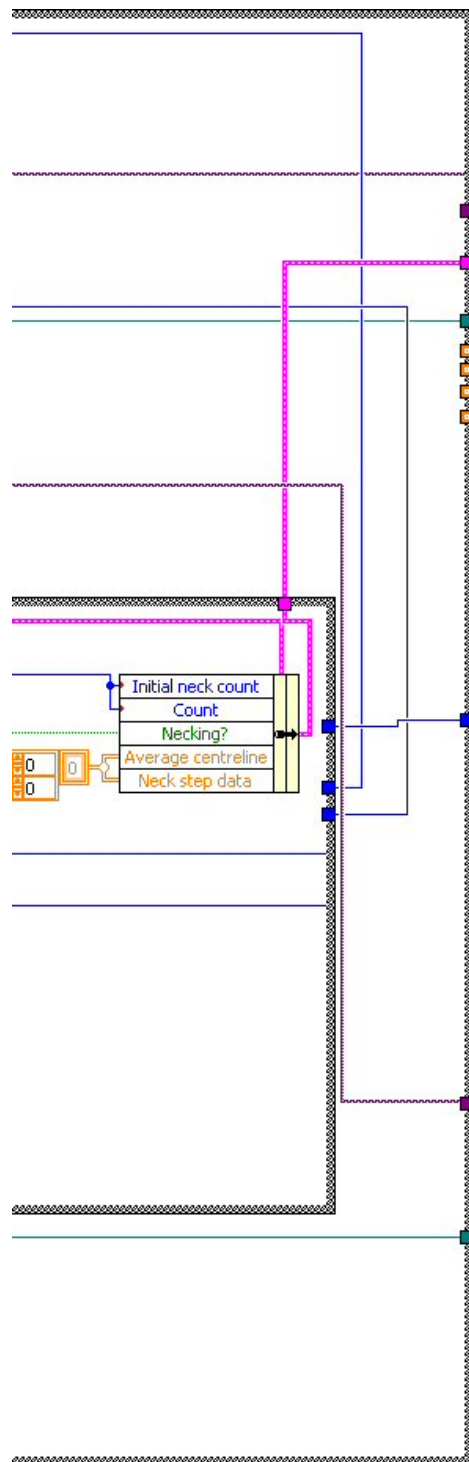 Initial neck count
Count
Necking?
0
0
Average centreline
0
Neck step data